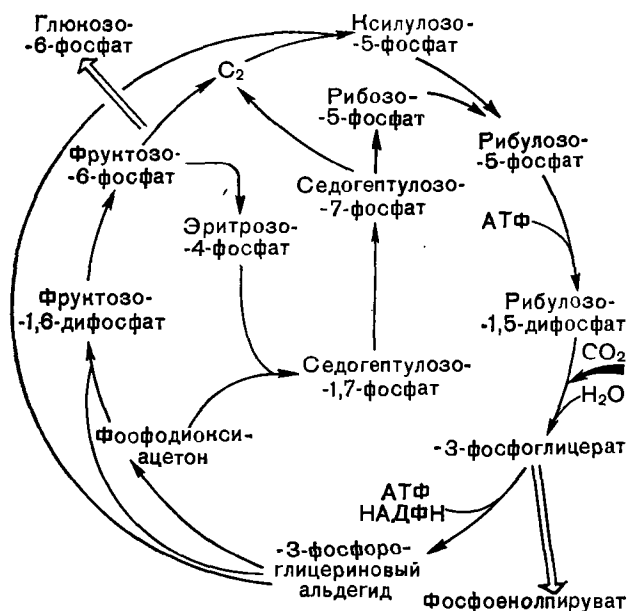 Глюкозо-
-6-фосфат
Ксилулозо-
-5-фосфат
C₂
Рибозо-
-5-фосфат
Рибулозо-
-5-фосфат
Фруктозо-
-6-фосфат
Седогептулозо-
-7-фосфат
Эритрозо-
-4-фосфат
АТФ
Фруктозо-
-1,6-дифосфат
Рибулозо-
-1,5-дифосфат
CO₂
Седогептулозо-
-1,7-фосфат
H₂O
Фоофодиокси-
ацетон
-3-фосфоглицерат
АТФ
НАДФН
-3-фосфоро-
глицериновый
альдегид
Фосфоенолпируват